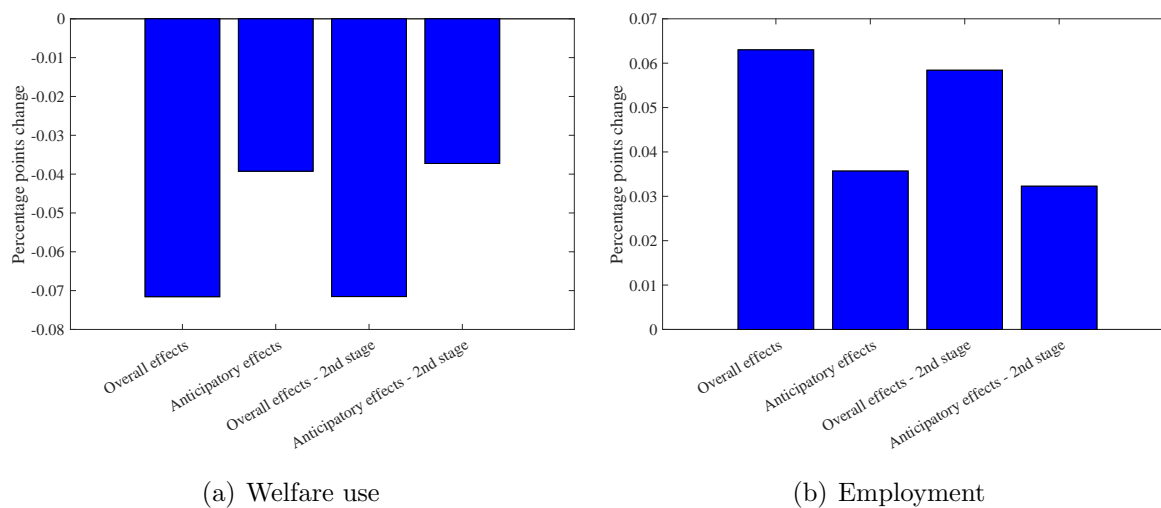 0
-0.01
-0.02
-0.03
-0.04
-0.05
-0.06
-0.07
-0.08
Percentage points change
Overall effects
Anticipatory effects
Overall effects - 2nd stage
Anticipatory effects - 2nd stage
(a) Welfare use
0.07
0.06
0.05
0.04
0.03
0.02
0.01
0
Percentage points change
Overall effects
Anticipatory effects
Overall effects - 2nd stage
Anticipatory effects - 2nd stage
(b) Employment